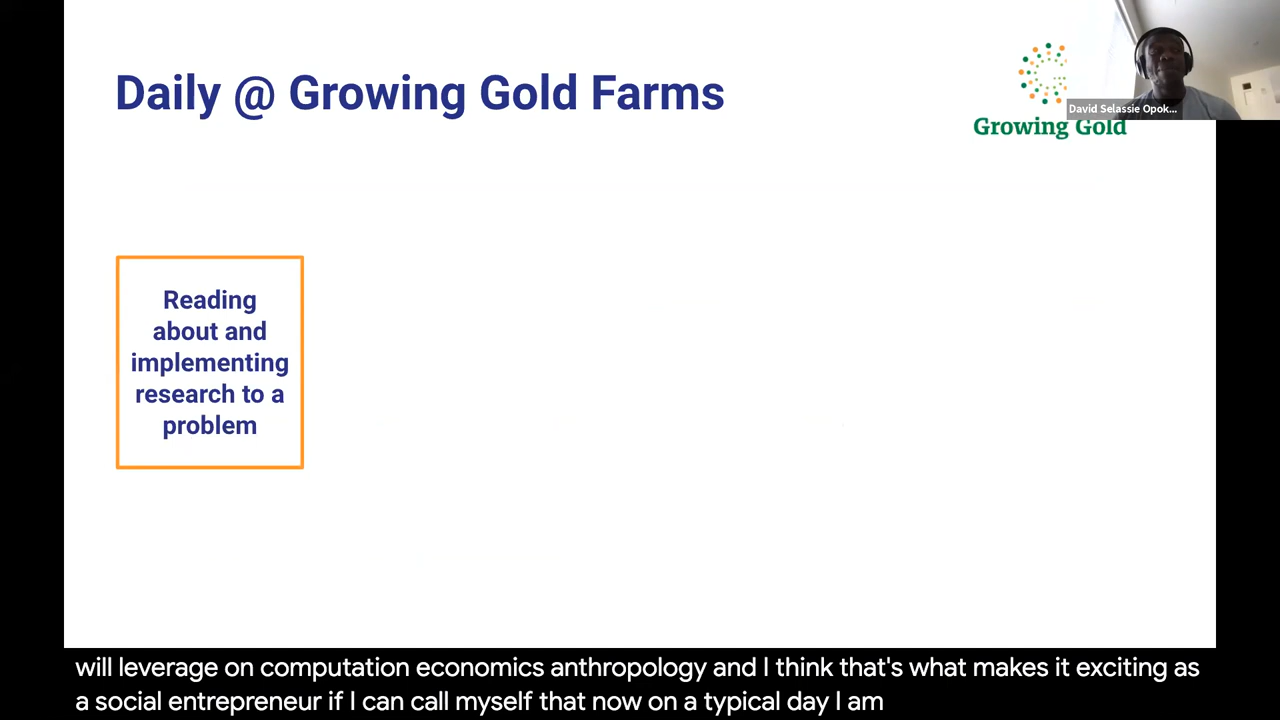 Daily @ Growing Gold Farms
David Selassie Opok...
Growing Gold
Reading
about and
implementing
research to a
problem
will leverage on computation economics anthropology and I think that's what makes it exciting as
a social entrepreneur if I can call myself that now on a typical day I am